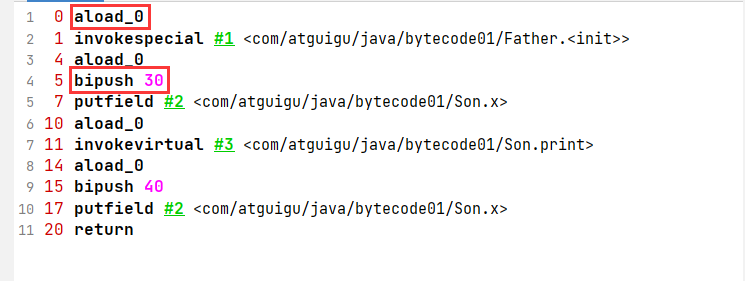 1 0 aload_0
2 1 invokespecial #1 <com/atguigu/java/bytecode01/Father.<init>>
3 4 aload_0
4 5 bipush 30
5 7 putfield #2 <com/atguigu/java/bytecode01/Son.x>
6 10 aload_0
7 11 invokevirtual #3 <com/atguigu/java/bytecode01/Son.print>
8 14 aload_0
9 15 bipush 40
10 17 putfield #2 <com/atguigu/java/bytecode01/Son.x>
11 20 return